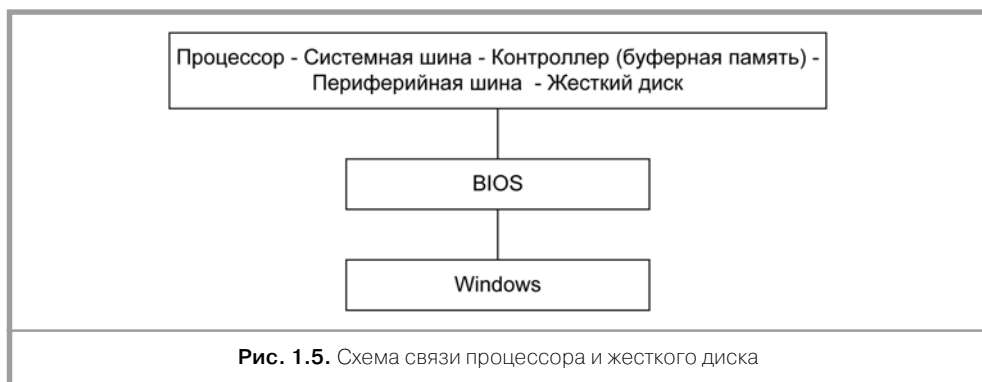 Процессор - Системная шина - Контроллер (буферная память) -
Периферийная шина - Жесткий диск
BIOS
Windows
Рис. 1.5. Схема связи процессора и жесткого диска